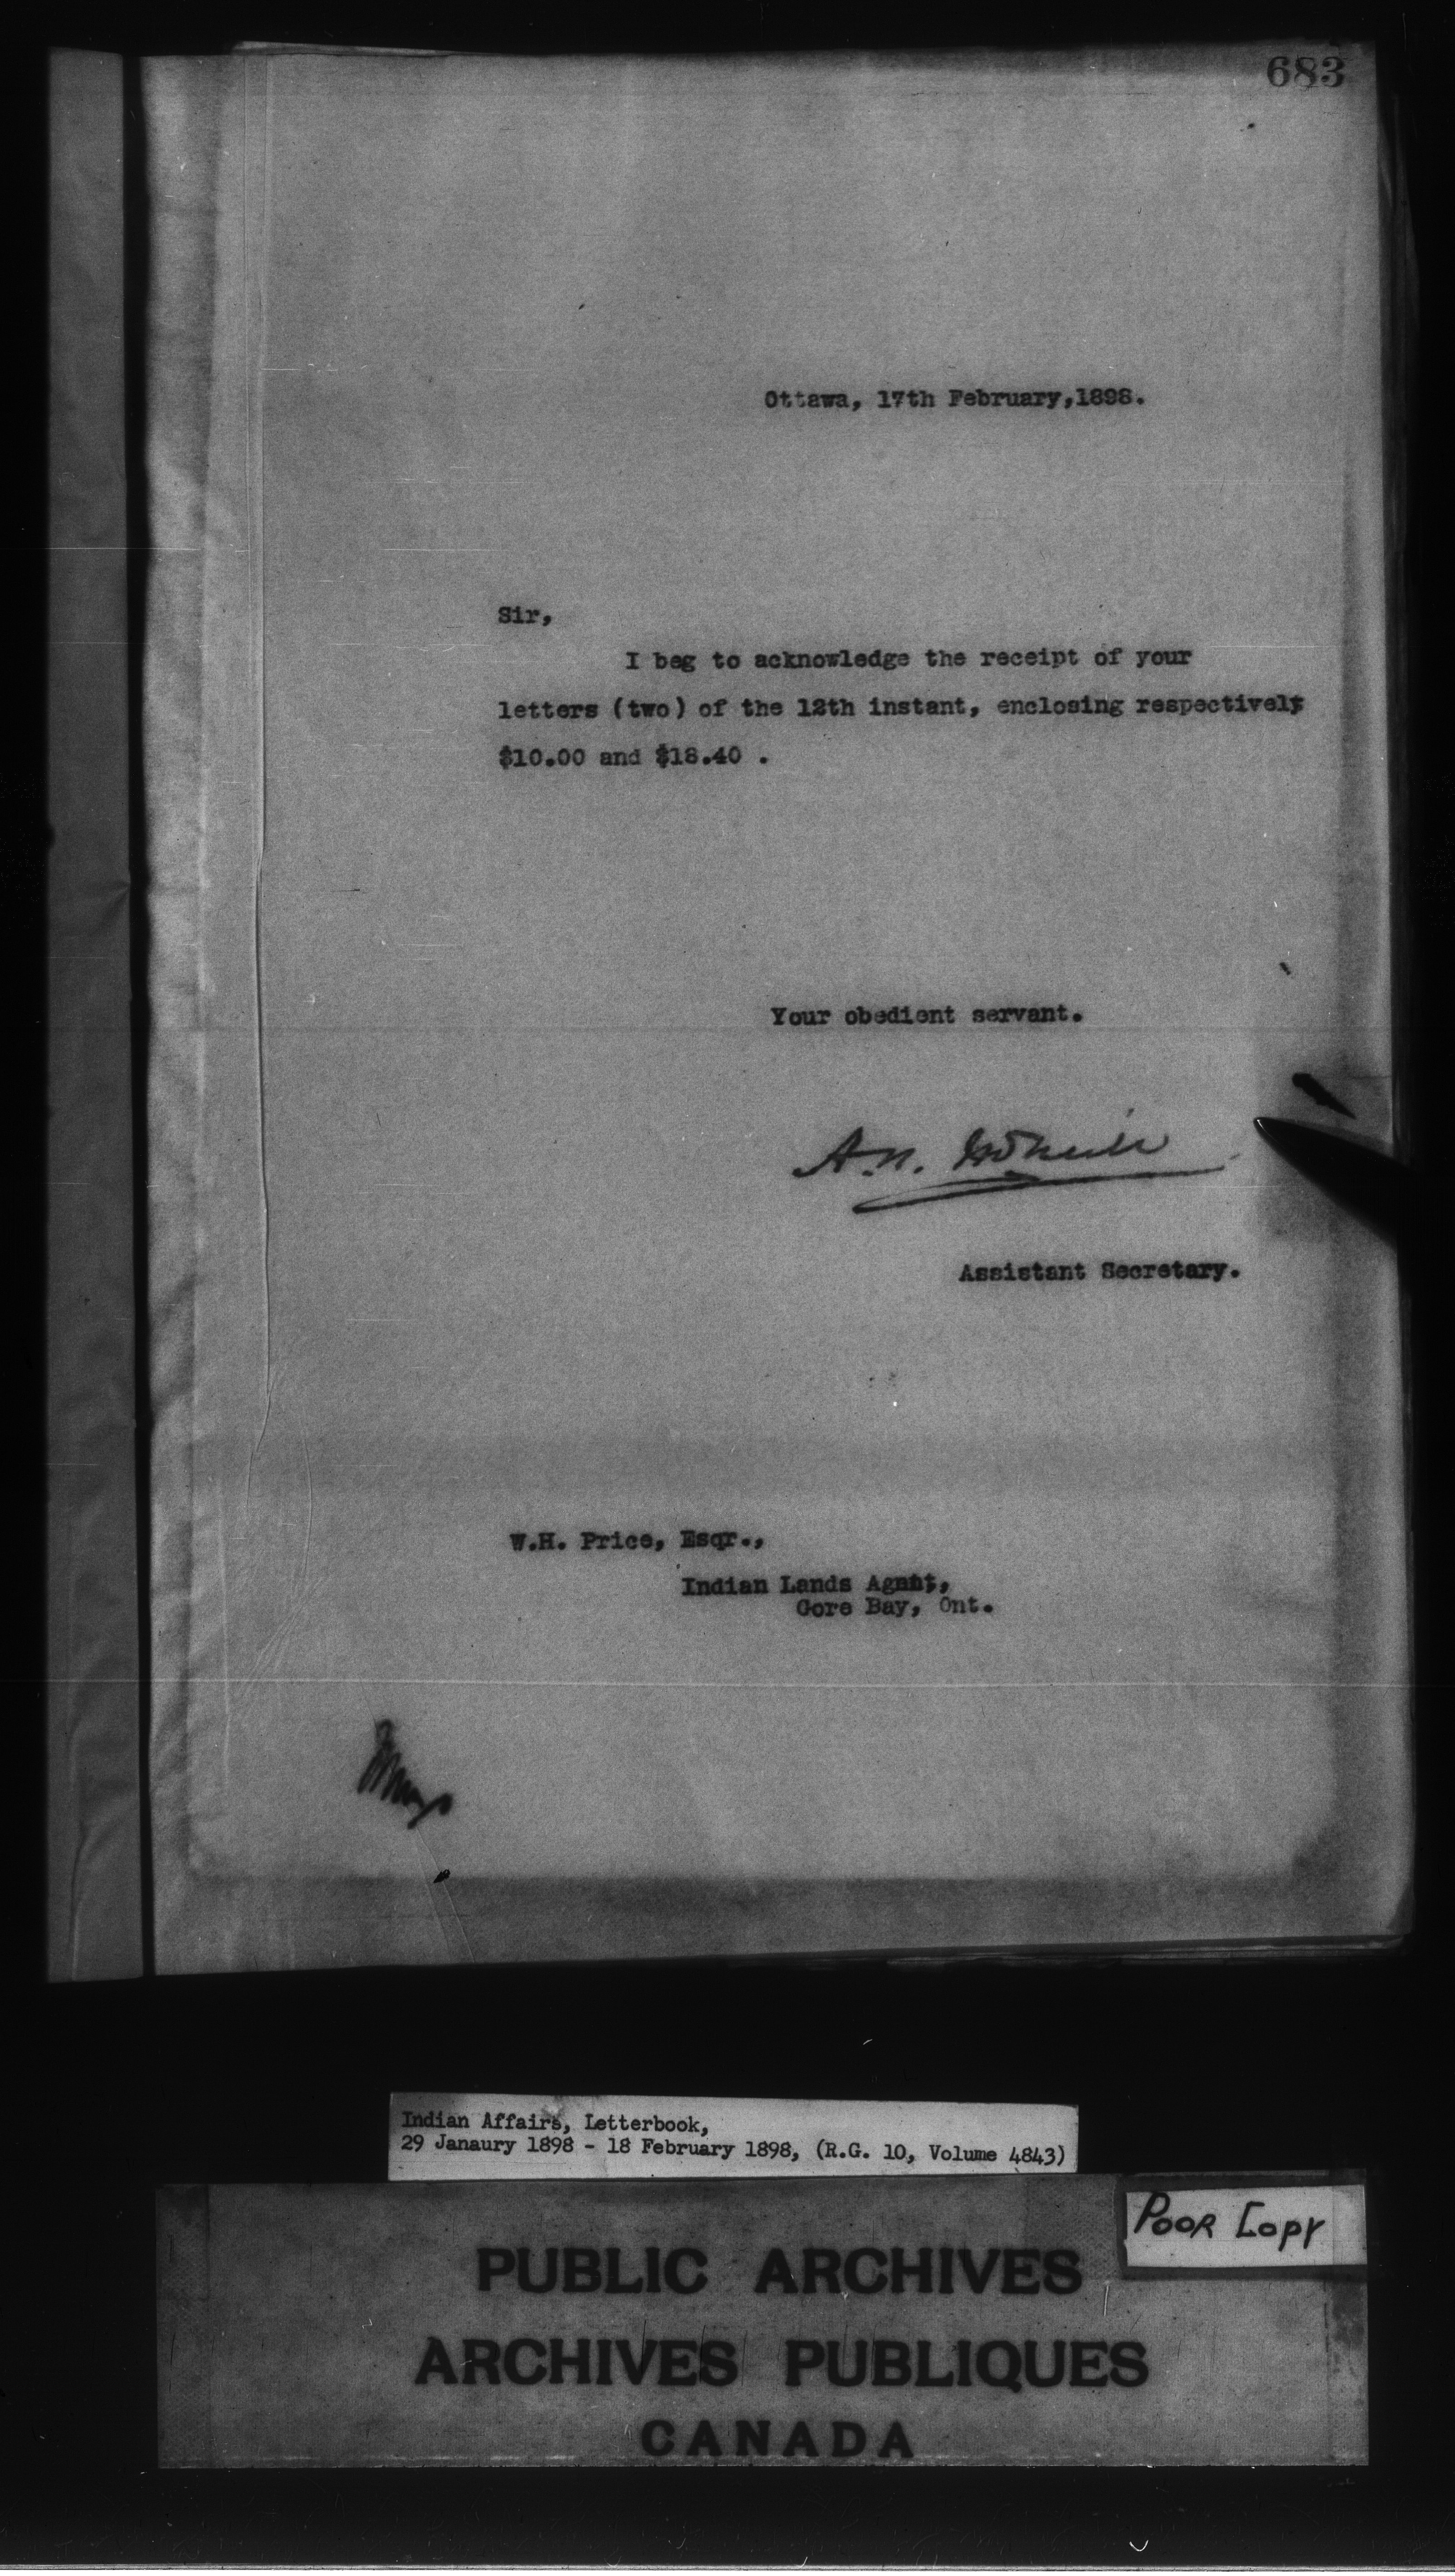 683
Ottawa, 17th February,1898.
Sir,
I beg to acknowledge the receipt of your
letters (two) of the 12th instant, enclosing respectively
$10.00 and $18.40 .
Your obedient servant.
A.N. McNeill
Assistant Secretary.
W.H. Price, Esqr.,
Indian Lands Agnnt,
Gore Bay, Ont.
Indian Affairs, Letterbook,
29 Janaury 1898 - 18 February 1898, (R.G. 10, Volume 4843)
POOR COPY
PUBLIC ARCHIVES
ARCHIVES PUBLIQUES
CANADA